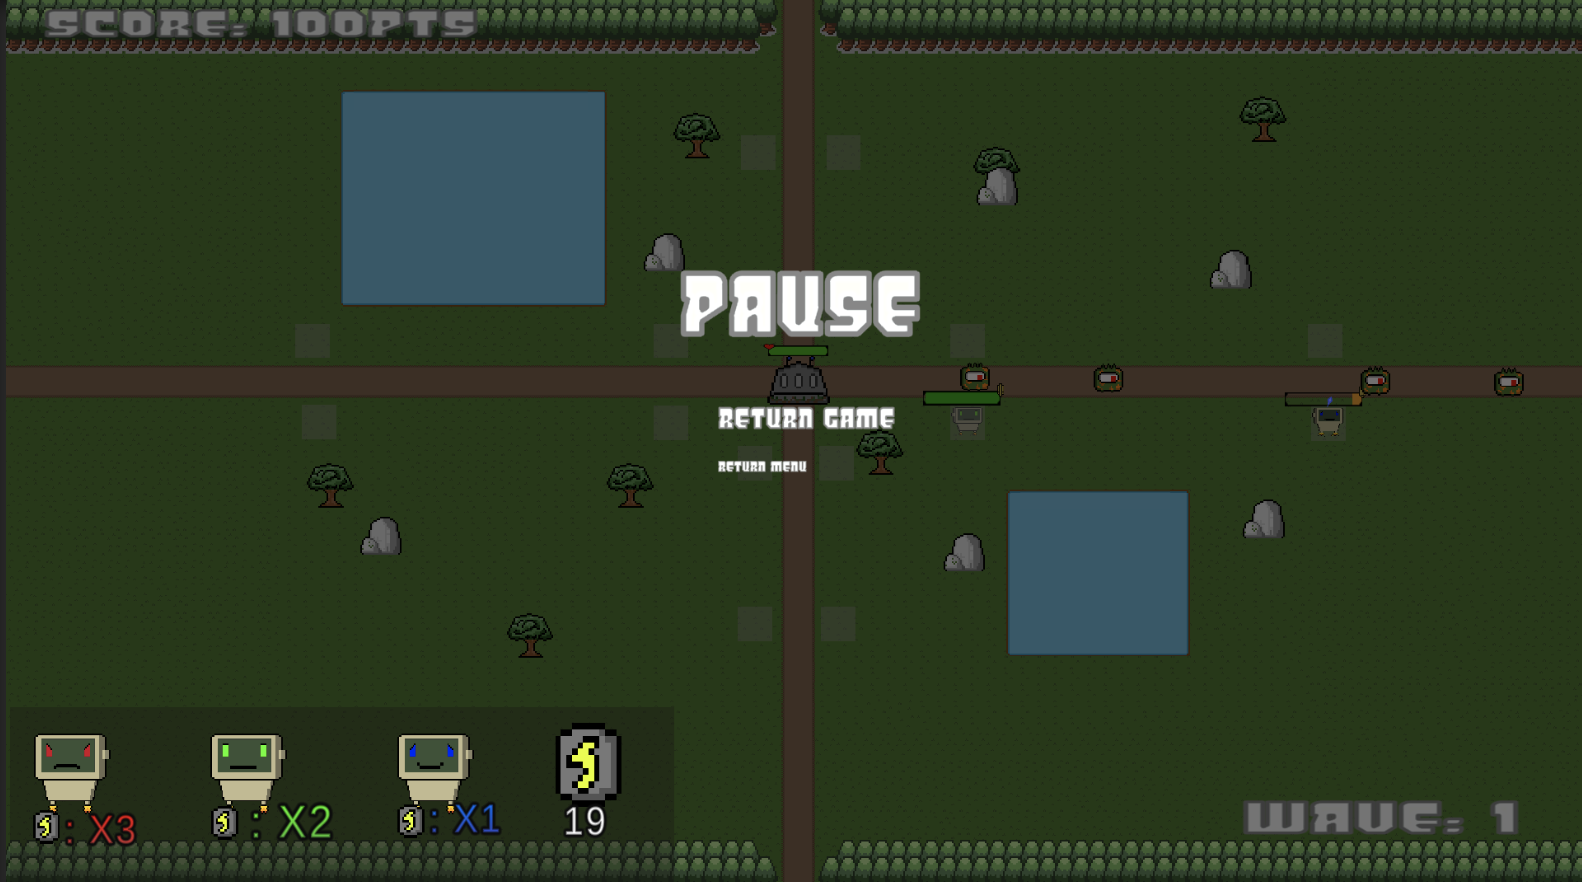 SCORE: 100PTS
PAUSE
RETURN GAME
RETURN MENU
: X3
: X2
: X1
19
WAVE: 1